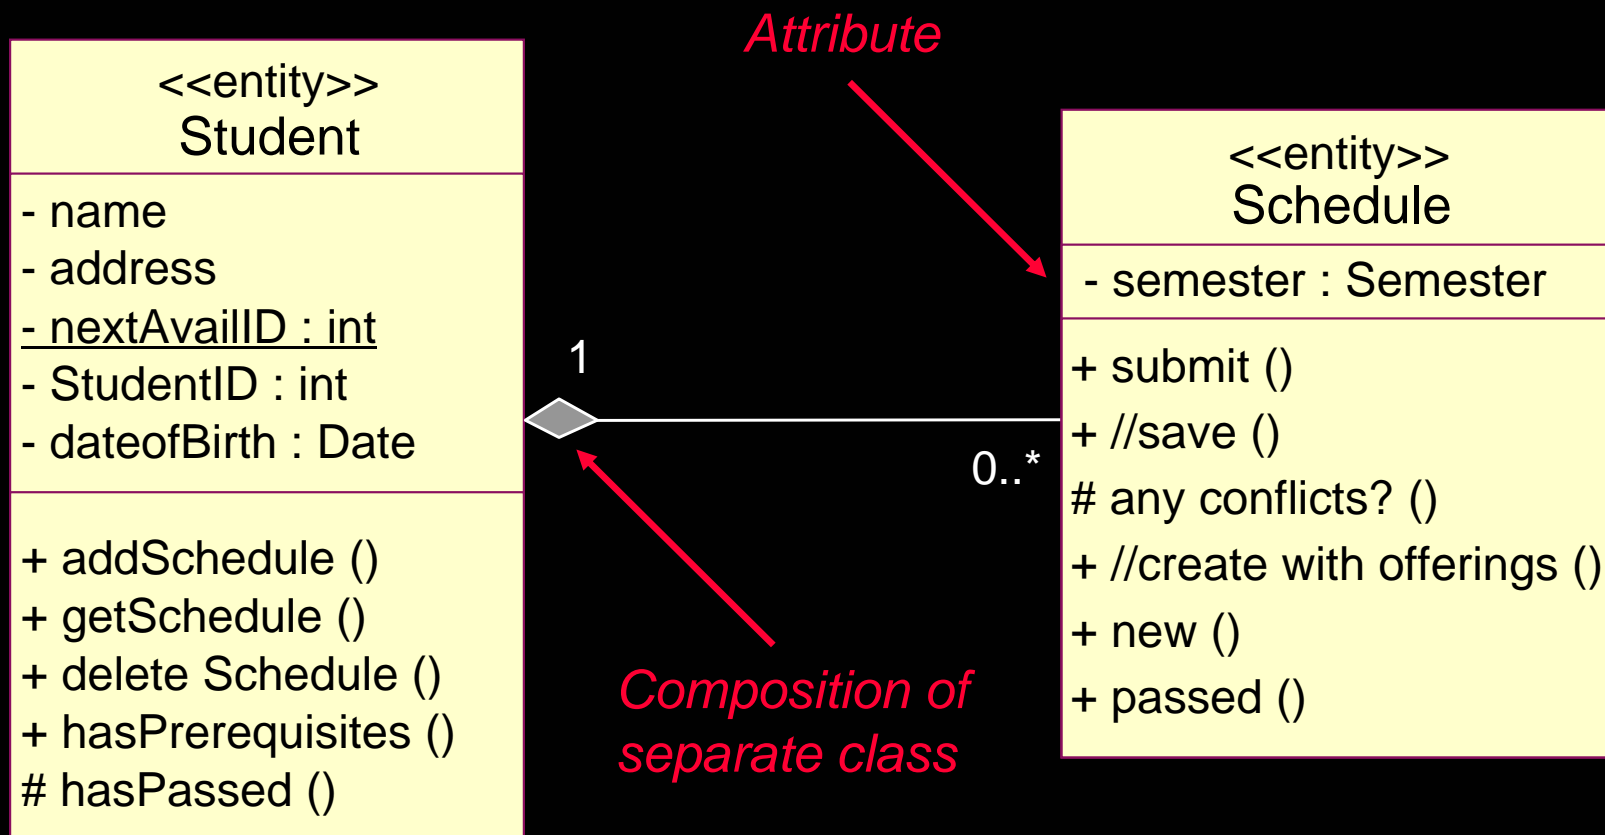 Attribute
<<entity>>
Student
- name
- address
- nextAvailID : int
- StudentID : int
- dateofBirth : Date
+ addSchedule ()
+ getSchedule ()
+ delete Schedule ()
+ hasPrerequisites ()
# hasPassed ()
1
0..*
Composition of
separate class
<<entity>>
Schedule
- semester : Semester
+ submit ()
+ //save ()
# any conflicts? ()
+ //create with offerings ()
+ new ()
+ passed ()